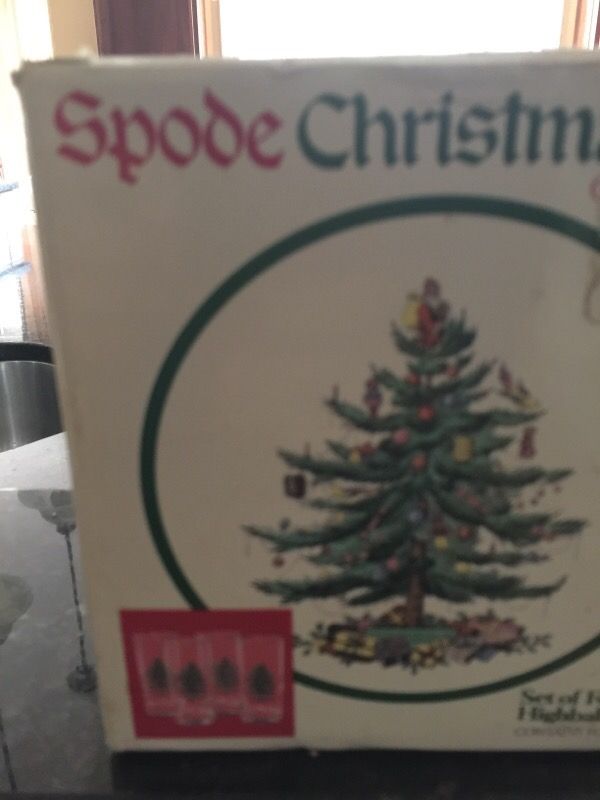 Spode Christm
Set of F
Highbal